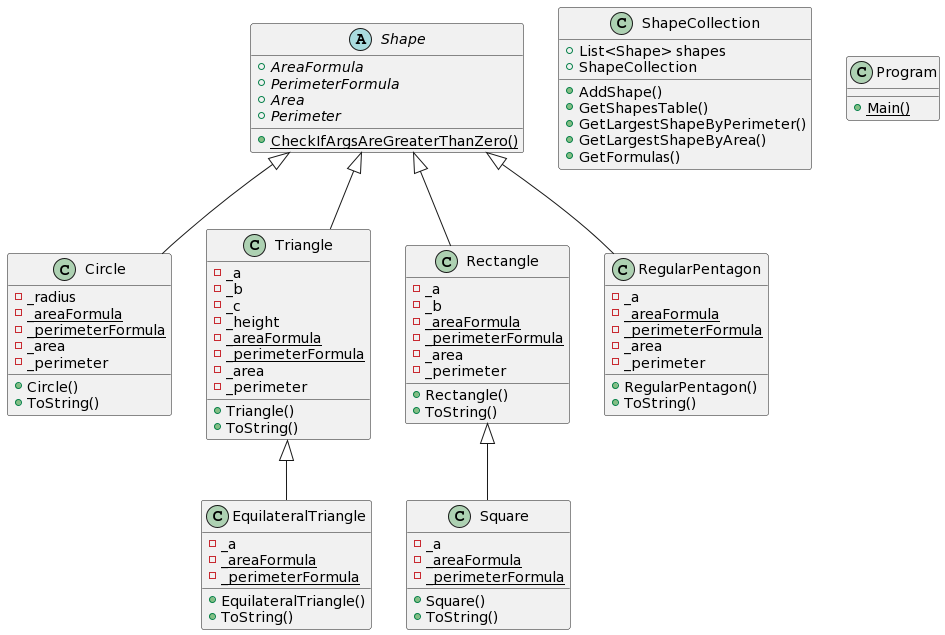 A Shape
AreaFormula
PerimeterFormula
Area
Perimeter
CheckIfArgsAreGreaterThanZero()
C ShapeCollection
List<Shape> shapes
ShapeCollection
AddShape()
GetShapesTable()
GetLargestShapeByPerimeter()
GetLargestShapeByArea()
GetFormulas()
C Program
Main()
C Circle
_radius
_areaFormula
_perimeterFormula
_area
_perimeter
Circle()
ToString()
C Triangle
_a
_b
_c
_height
_areaFormula
_perimeterFormula
_area
_perimeter
Triangle()
ToString()
C Rectangle
_a
_b
_areaFormula
_perimeterFormula
_area
_perimeter
Rectangle()
ToString()
C RegularPentagon
_a
_areaFormula
_perimeterFormula
_area
_perimeter
RegularPentagon()
ToString()
C EquilateralTriangle
_a
_areaFormula
_perimeterFormula
EquilateralTriangle()
ToString()
C Square
_a
_areaFormula
_perimeterFormula
Square()
ToString()